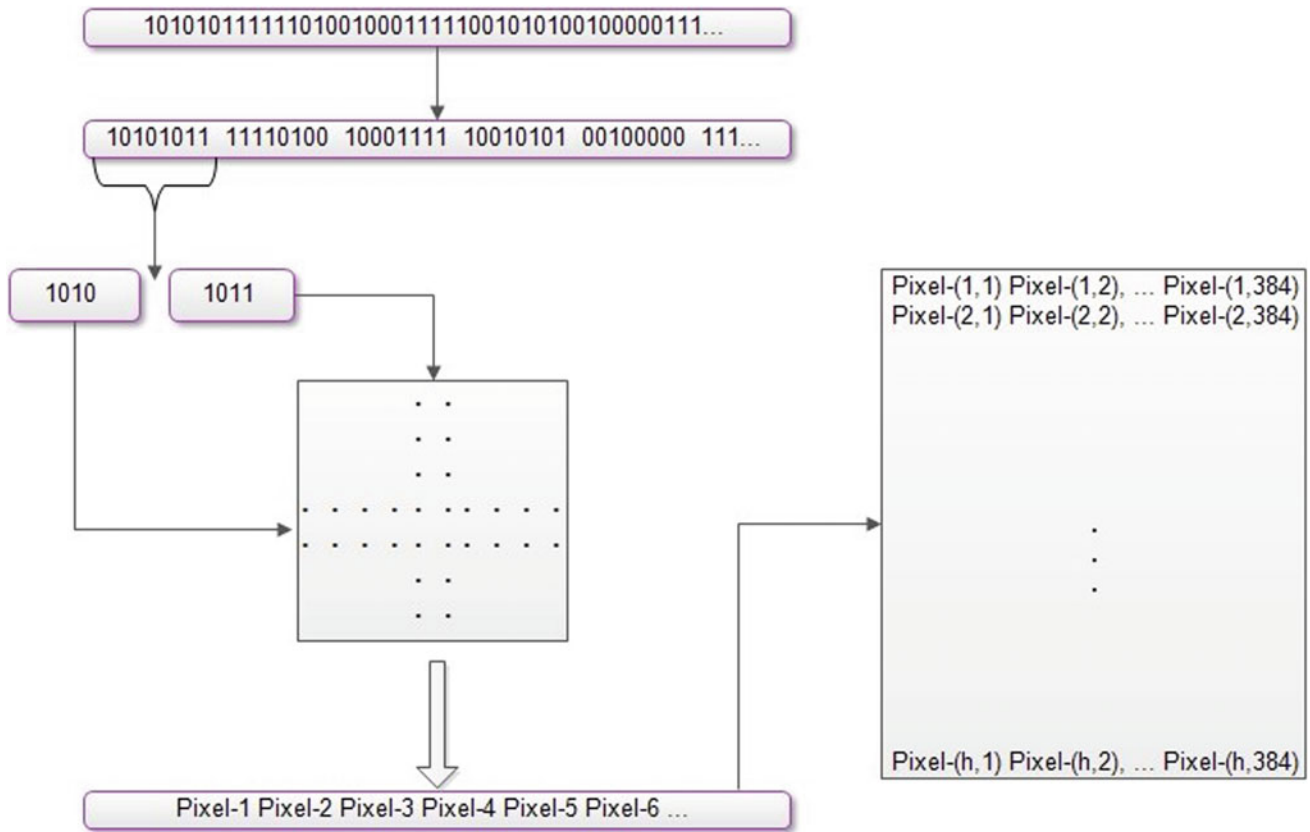 1010101111110100100011111001010100100000111...
10101011 11110100 10001111 10010101 00100000 111...
1010 1011
Pixel-(1,1) Pixel-(1,2), ... Pixel-(1,384)
Pixel-(2,1) Pixel-(2,2), ... Pixel-(2,384)
Pixel-(h,1) Pixel-(h,2), ... Pixel-(h,384)
Pixel-1 Pixel-2 Pixel-3 Pixel-4 Pixel-5 Pixel-6 ...